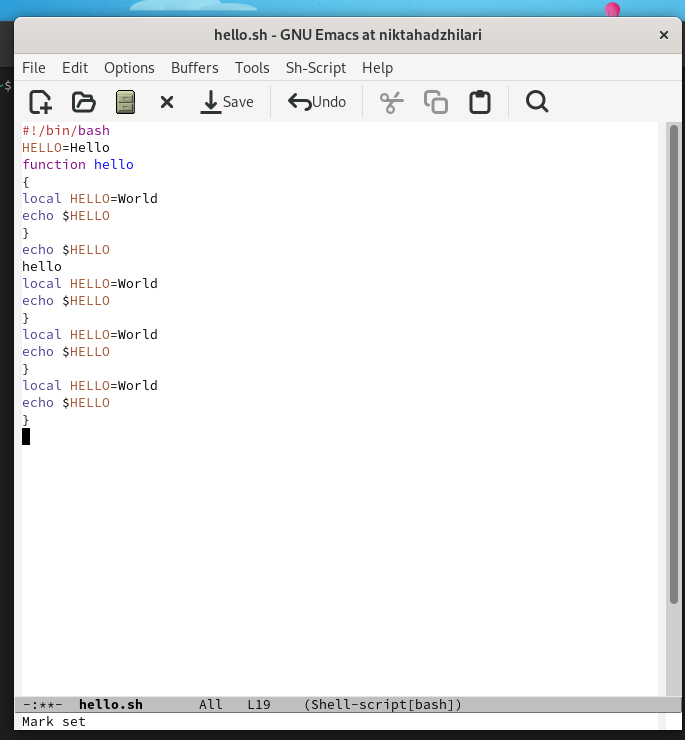 hello.sh - GNU Emacs at niktahadzhilari
File Edit Options Buffers Tools Sh-Script Help
Save Undo
~$
#!/bin/bash
HELLO=Hello
function hello
{
local HELLO=World
echo $HELLO
}
echo $HELLO
hello
local HELLO=World
echo $HELLO
}
local HELLO=World
echo $HELLO
}
local HELLO=World
echo $HELLO
}
-:**- hello.sh All L19 (Shell-script[bash])
Mark set